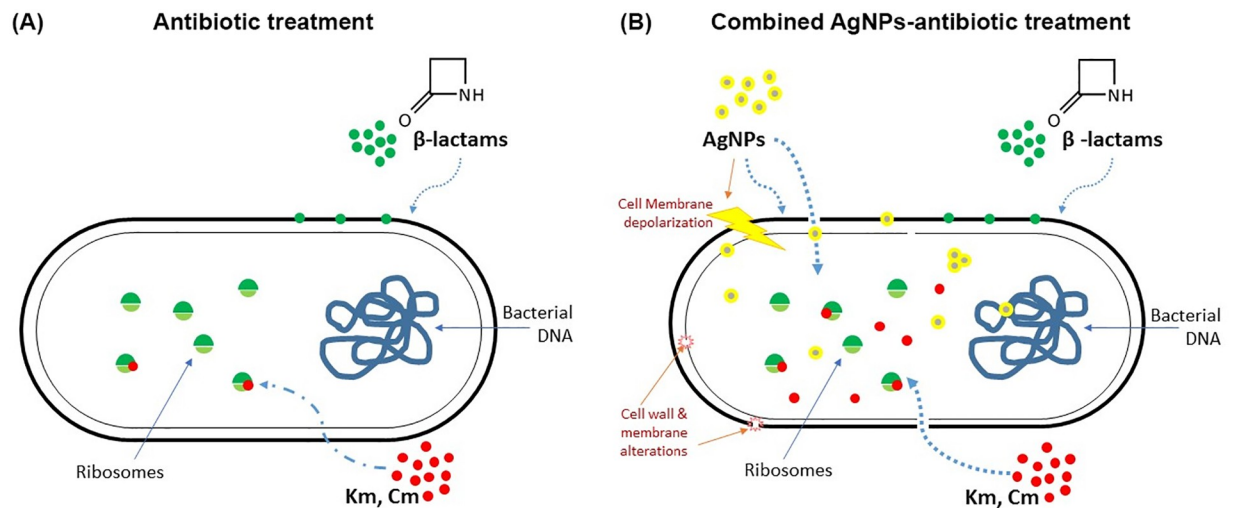 (A)
Antibiotic treatment
O
NH
β-lactams
Bacterial
DNA
Ribosomes
Km, Cm
(B)
Combined AgNPs-antibiotic treatment
AgNPs
O
NH
β -lactams
Cell Membrane
depolarization
Bacterial
DNA
Cell wall &
membrane
alterations
Ribosomes
Km, Cm